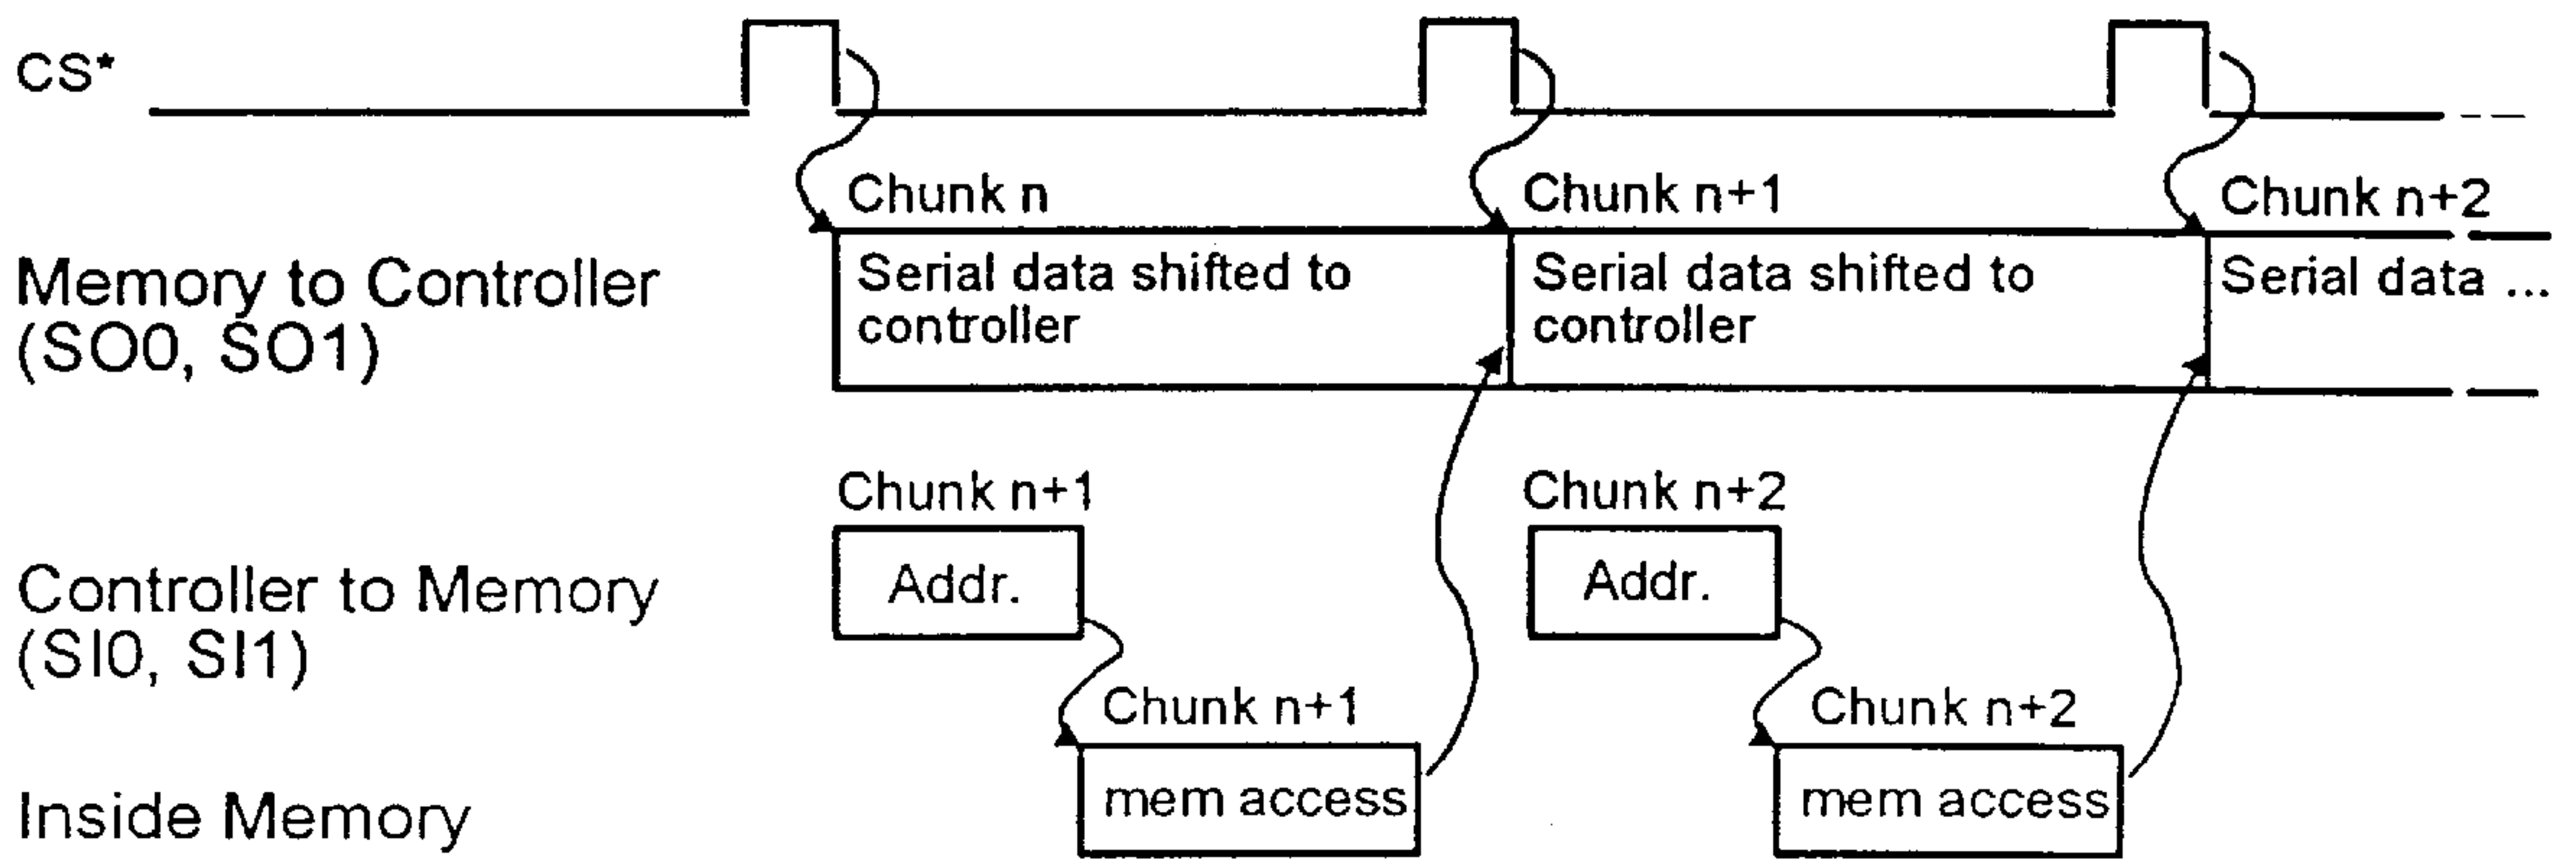 CS*
Chunk n
Chunk n+1
Chunk n+2
Memory to Controller
(SO0, SO1)
Serial data shifted to
controller
Serial data shifted to
controller
Serial data ...
Chunk n+1
Chunk n+2
Controller to Memory
(SI0, SI1)
Addr.
Addr.
Chunk n+1
Chunk n+2
Inside Memory
mem access
mem access